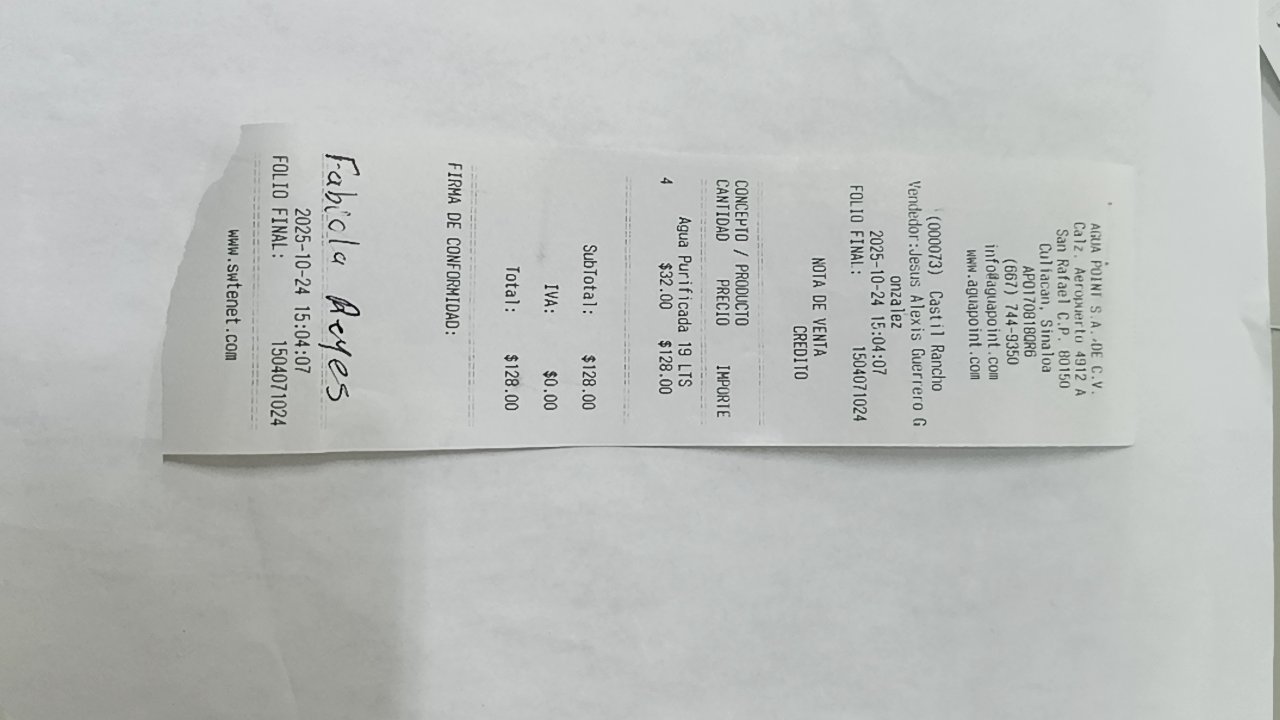 AGUA POINT S.A. DE C.V.
Calz. Aeropuerto 4912 A
San Rafael C.P. 80150
Culiacan, Sinaloa
APO170818QR6
(667) 744-9350
info@aguapoint.com
www.aguapoint.com
(000073) Castil Rancho
Vendedor:Jesus Alexis Guerrero G
onzalez
2025-10-24 15:04:07
FOLIO FINAL: 1504071024
NOTA DE VENTA
CREDITO
CONCEPTO / PRODUCTO
CANTIDAD PRECIO IMPORTE
Agua Purificada 19 LTS
4 $32.00 $128.00
SubTotal: $128.00
IVA: $0.00
Total: $128.00
FIRMA DE CONFORMIDAD:
Fabiola Reyes
2025-10-24 15:04:07
FOLIO FINAL: 1504071024
www.swtenet.com